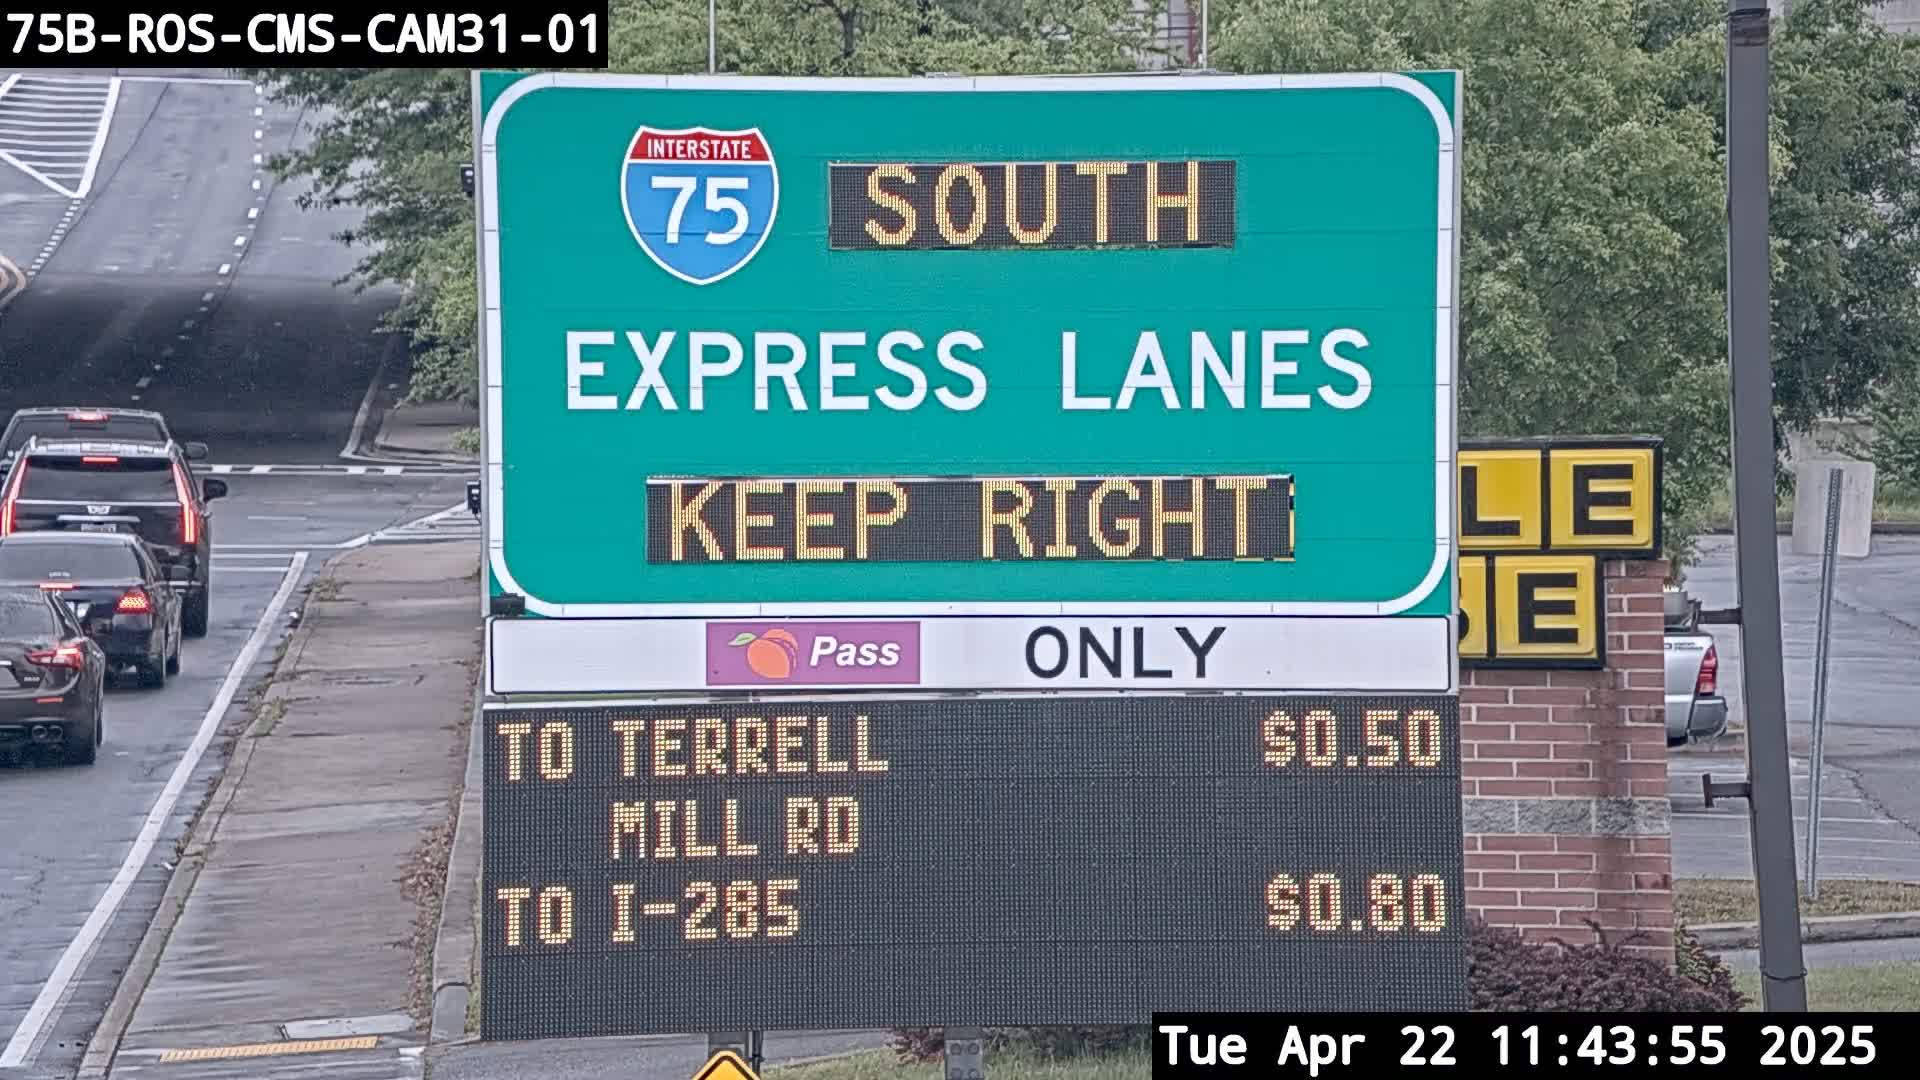 75B-ROS-CMS-CAM31-01
INTERSTATE
75
SOUTH
EXPRESS LANES
KEEP RIGHT
Pass ONLY
TO TERRELL $0.50
MILL RD
TO I-285 $0.80
LE
E
Tue Apr 22 11:43:55 2025